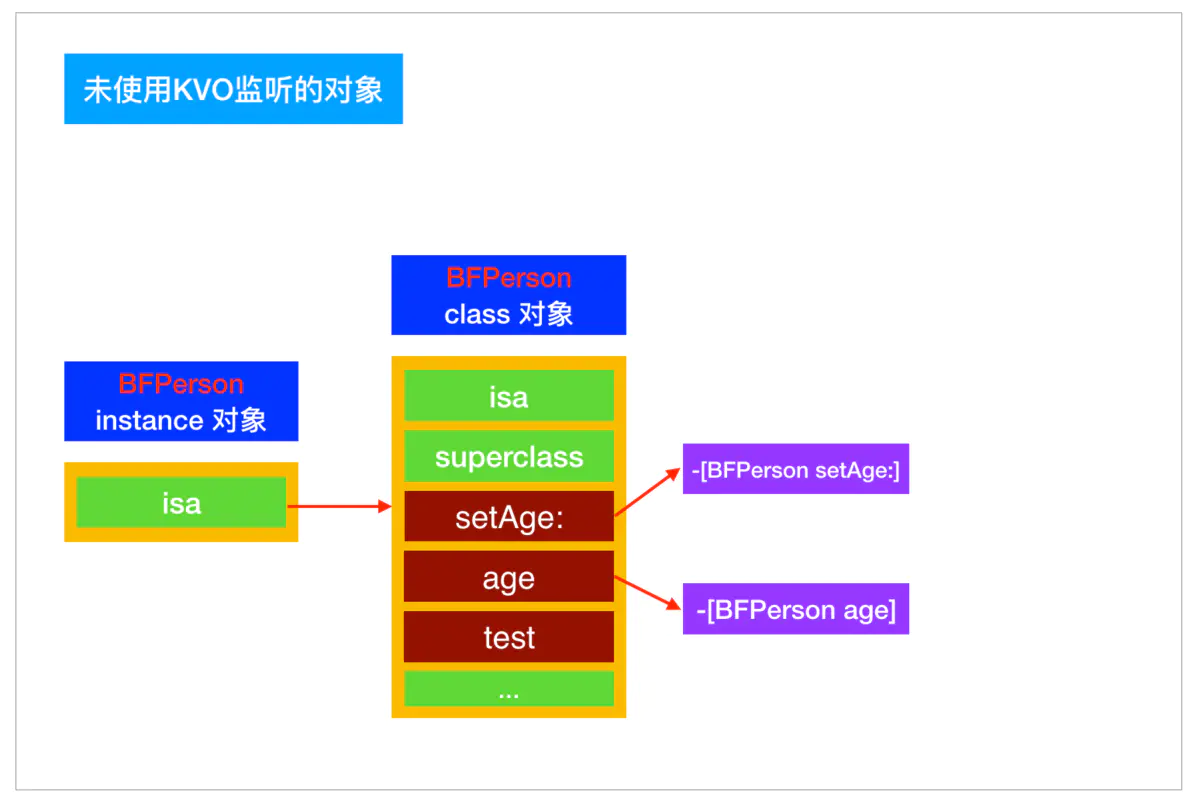 未使用KVO监听的对象
BFPerson
class 对象
BFPerson
instance 对象
isa
isa
superclass
setAge:
age
test
...
-[BFPerson setAge:]
-[BFPerson age]